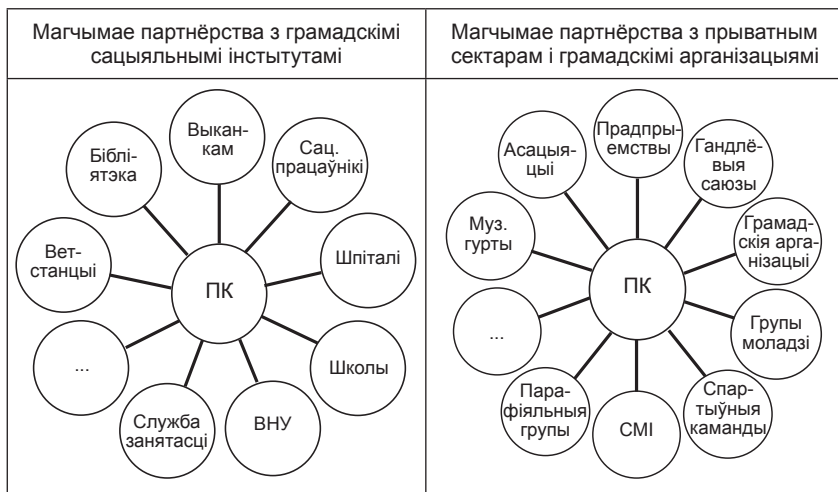 Магчымае партнёрства з грамадскімі
сацыяльнымі інстытутамі
Магчымае партнёрства з прыватным
сектарам і грамадскімі арганізацыямі
Выкан-
кам
Сац.
працаўнікі
Шпіталі
Школы
ВНУ
Служба
занятасці
...
Вет-
станцыі
Біблі-
ятэка
ПК
Прадпры-
емствы
Гандлё-
выя
саюзы
Грамад-
скія арга-
нізацыі
Групы
моладзі
Спар-
тыўныя
каманды
СМІ
Пара-
фіяльныя
групы
...
Муз.
гурты
Асацыя-
цыі
ПК